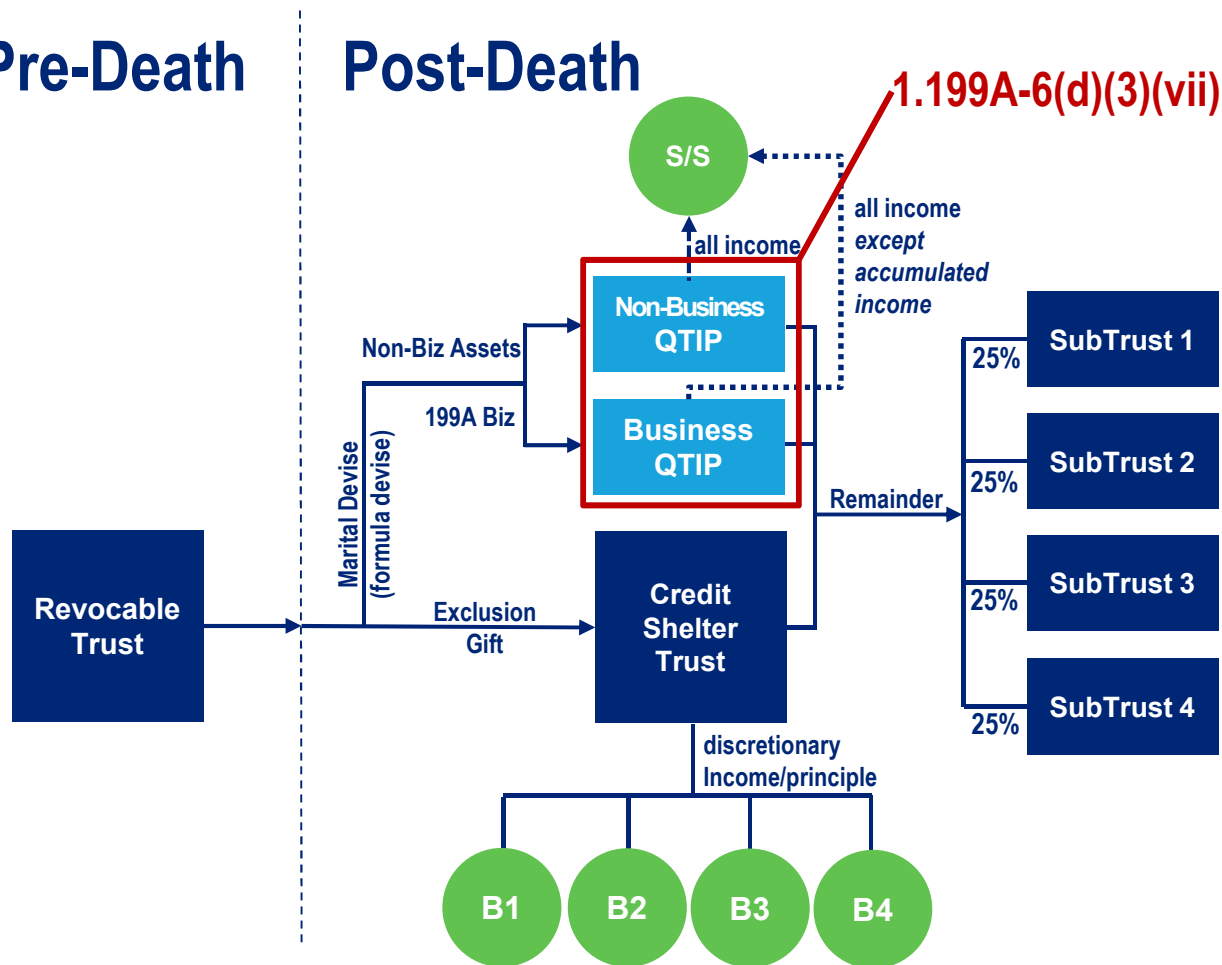 Pre-Death
Post-Death
1.199A-6(d)(3)(vii)
S/S
all income
all income
except
accumulated
income
Non-Business
QTIP
Non-Biz Assets
199A Biz
Business
QTIP
Marital Devise
(formula devise)
Remainder
25%
SubTrust 1
25%
SubTrust 2
25%
SubTrust 3
25%
SubTrust 4
Revocable
Trust
Exclusion
Gift
Credit
Shelter
Trust
discretionary
Income/principle
B1
B2
B3
B4